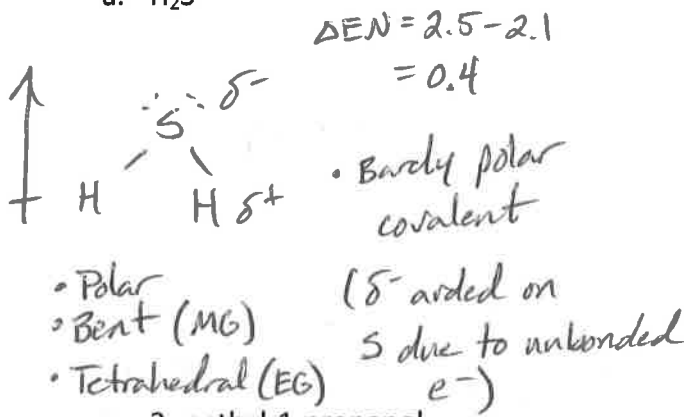 ΔEN = 2.5 - 2.1
= 0.4
δ-
S
H H δ+
• Barely polar
covalent
• Polar
• Bent (MG)
• Tetrahedral (EG)
(δ- added on
S due to unbonded
e-)